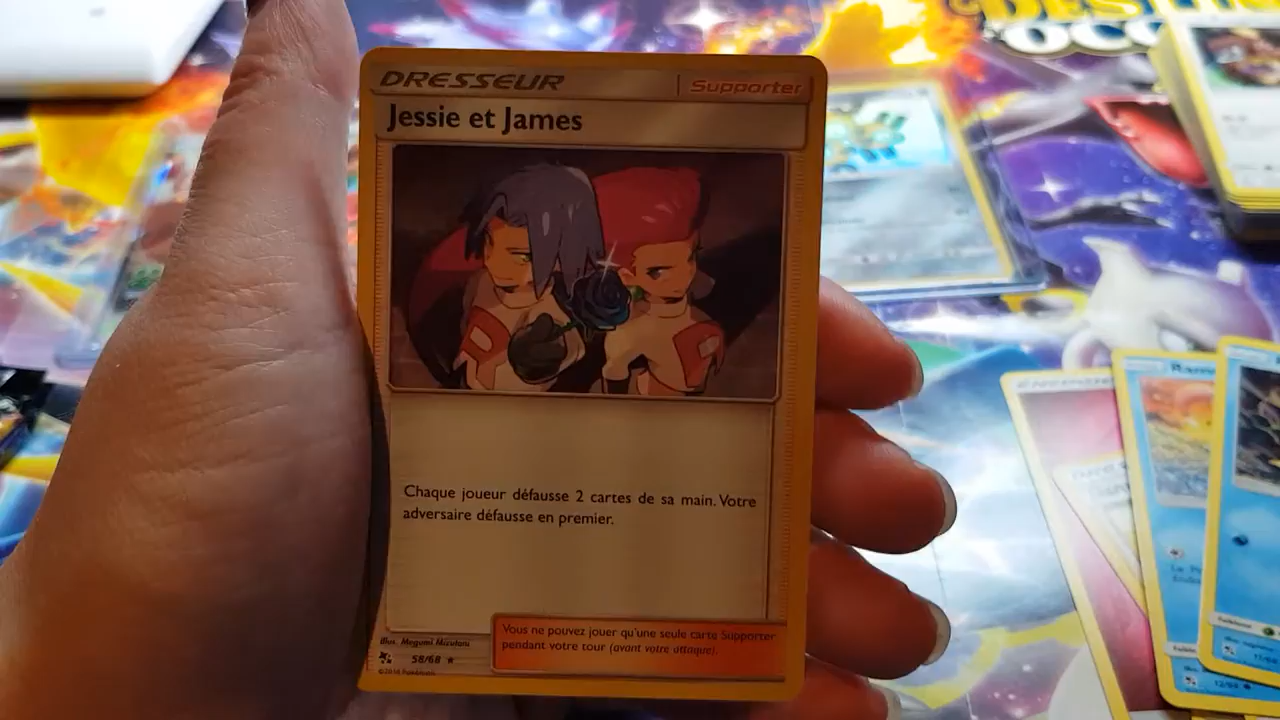 DRESSEUR
Supporter
Jessie et James
Chaque joueur défausse 2 cartes de sa main. Votre
adversaire défausse en premier.
Vous ne pouvez jouer qu'une seule carte Supporter
pendant votre tour (avant votre attaque).
illus. Megumi Mizutani
58/68